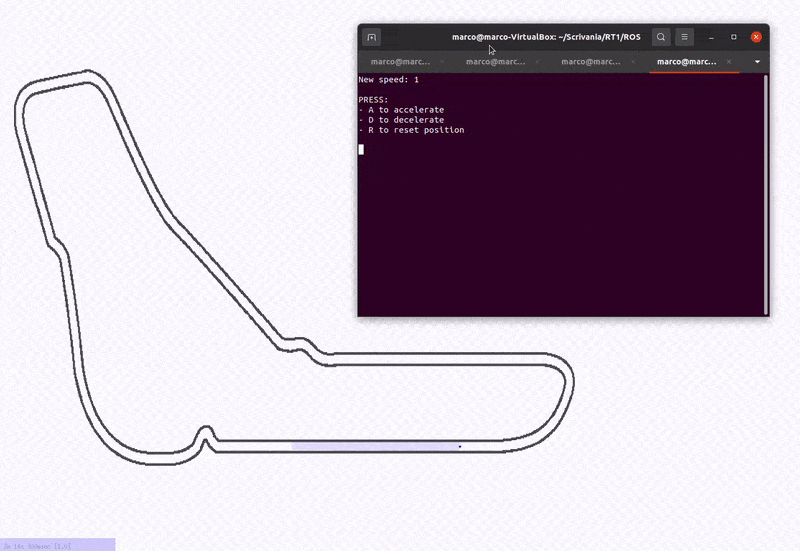 marco@marco-VirtualBox: ~/Scrivania/RT1/ROS
marco@marc... marco@marc... marco@marc... marco@marc...
New speed: 1
PRESS:
- A to accelerate
- D to decelerate
- R to reset position